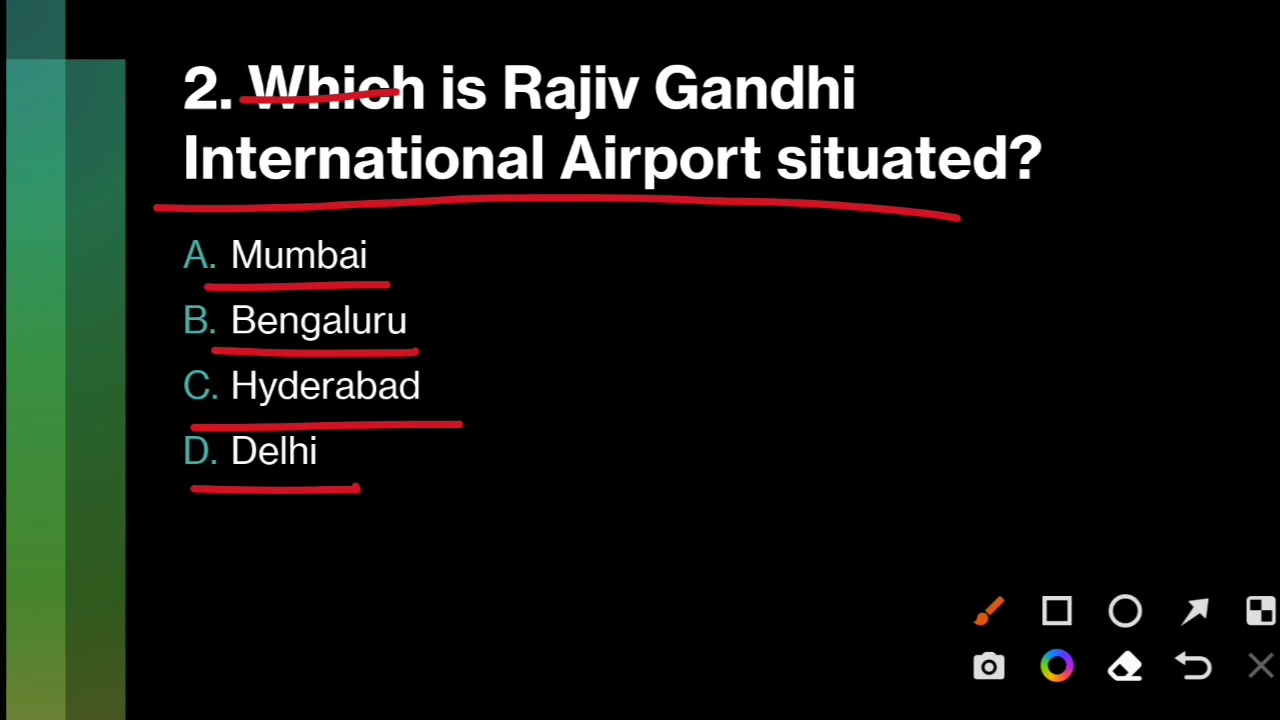 2. Which is Rajiv Gandhi
International Airport situated?
A. Mumbai
B. Bengaluru
C. Hyderabad
D. Delhi